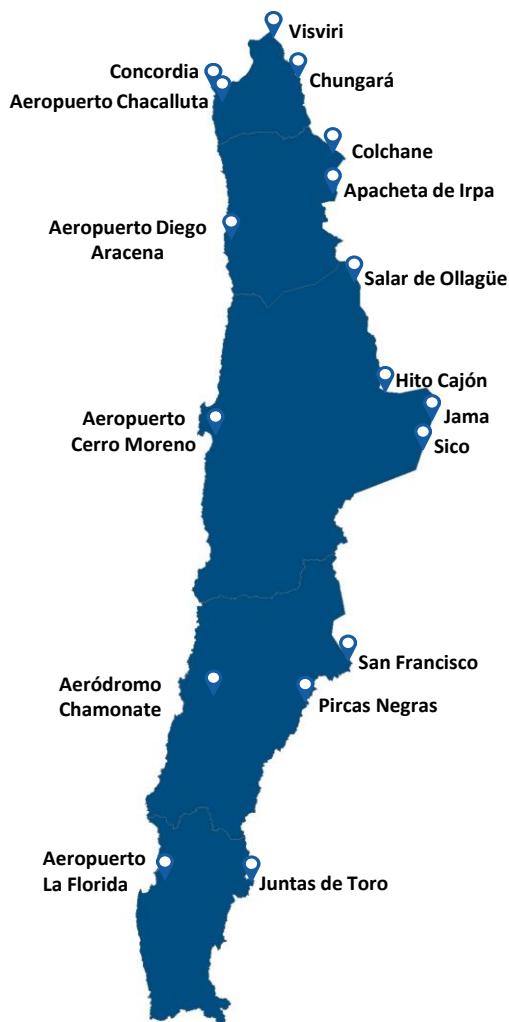 Visviri
Concordia
Chungará
Aeropuerto Chacalluta
Colchane
Apacheta de Irpa
Aeropuerto Diego
Aracena
Salar de Ollagüe
Hito Cajón
Jama
Aeropuerto
Cerro Moreno
Sico
San Francisco
Aeródromo
Chamonate
Pircas Negras
Aeropuerto
La Florida
Juntas de Toro